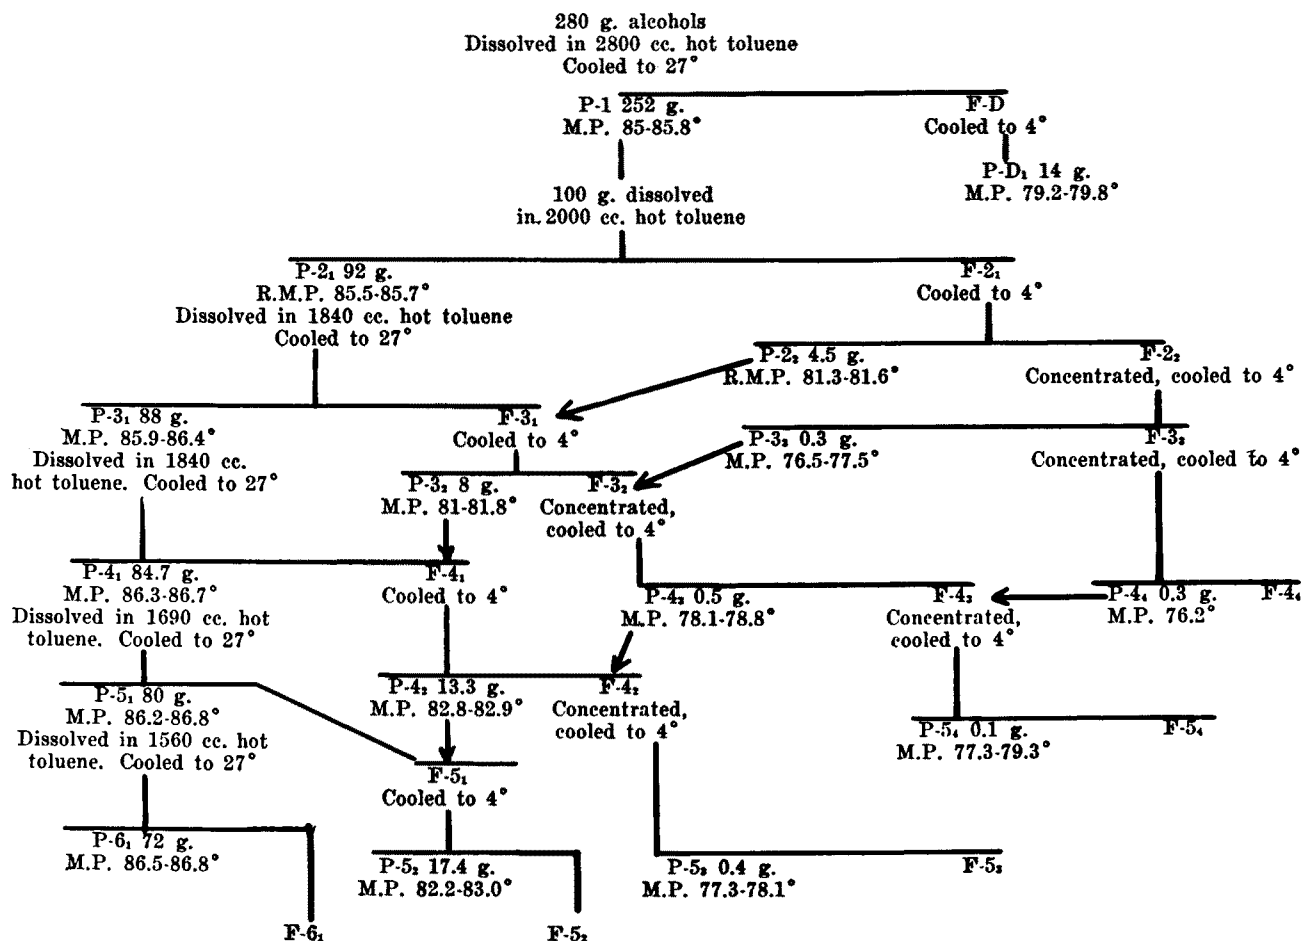 280 g. alcohols
Dissolved in 2800 cc. hot toluene
Cooled to 27°
P-1 252 g.
M.P. 85-85.8°
F-D
Cooled to 4°
P-D₁ 14 g.
M.P. 79.2-79.8°
100 g. dissolved
in 2000 cc. hot toluene
P-2₁ 92 g.
R.M.P. 85.5-85.7°
Dissolved in 1840 cc. hot toluene
Cooled to 27°
F-2₁
Cooled to 4°
P-2₂ 4.5 g.
R.M.P. 81.3-81.6°
F-2₂
Concentrated, cooled to 4°
P-3₁ 88 g.
M.P. 85.9-86.4°
Dissolved in 1840 cc.
hot toluene. Cooled to 27°
F-3₁
Cooled to 4°
P-3₃ 0.3 g.
M.P. 76.5-77.5°
F-3₃
Concentrated, cooled to 4°
P-3₂ 8 g.
M.P. 81-81.8°
F-3₂
Concentrated,
cooled to 4°
P-4₁ 84.7 g.
M.P. 86.3-86.7°
Dissolved in 1690 cc. hot
toluene. Cooled to 27°
F-4₁
Cooled to 4°
P-4₃ 0.5 g.
M.P. 78.1-78.8°
F-4₃
Concentrated,
cooled to 4°
P-4₄ 0.3 g.
M.P. 76.2°
F-4₄
P-5₁ 80 g.
M.P. 86.2-86.8°
Dissolved in 1560 cc. hot
toluene. Cooled to 27°
P-4₂ 13.3 g.
M.P. 82.8-82.9°
F-4₂
Concentrated,
cooled to 4°
P-5₄ 0.1 g.
M.P. 77.3-79.3°
F-5₄
F-5₁
Cooled to 4°
P-6₁ 72 g.
M.P. 86.5-86.8°
P-5₂ 17.4 g.
M.P. 82.2-83.0°
P-5₃ 0.4 g.
M.P. 77.3-78.1°
F-5₃
F-6₁
F-5₂